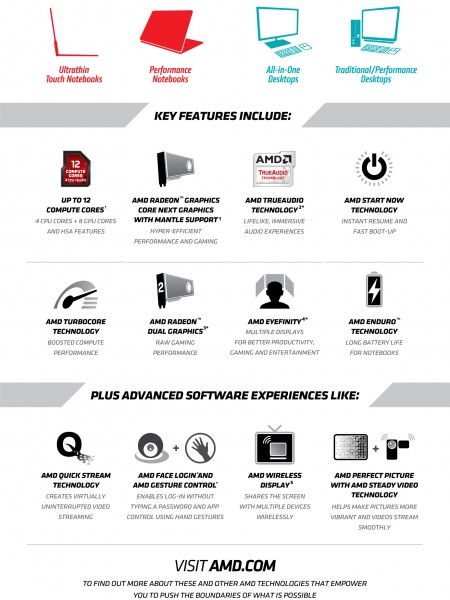 Ultrathin
Touch Notebooks
Performance
Notebooks
All-in-One
Desktops
Traditional/Performance
Desktops
KEY FEATURES INCLUDE:
12
COMPUTE
CORES
4CPU+8GPU
UP TO 12
COMPUTE CORES†
4 CPU CORES + 8 GPU CORES
AND HSA FEATURES
AMD RADEON™ GRAPHICS
CORE NEXT GRAPHICS
WITH MANTLE SUPPORT¹
HYPER-EFFICIENT
PERFORMANCE AND GAMING
AMD
TRUEAUDIO
TECHNOLOGY
AMD TRUEAUDIO
TECHNOLOGY²*
LIFELIKE, IMMERSIVE
AUDIO EXPERIENCES
AMD START NOW
TECHNOLOGY
INSTANT RESUME AND
FAST BOOT-UP
AMD TURBOCORE
TECHNOLOGY
BOOSTED COMPUTE
PERFORMANCE
2
AMD RADEON™
DUAL GRAPHICS³*
RAW GAMING
PERFORMANCE
AMD EYEFINITY⁴*
MULTIPLE DISPLAYS
FOR BETTER PRODUCTIVITY,
GAMING AND ENTERTAINMENT
AMD ENDURO™
TECHNOLOGY
LONG BATTERY LIFE
FOR NOTEBOOKS
PLUS ADVANCED SOFTWARE EXPERIENCES LIKE:
Q
AMD QUICK STREAM
TECHNOLOGY
CREATES VIRTUALLY
UNINTERRUPTED VIDEO
STREAMING
+
AMD FACE LOGIN* AND
AMD GESTURE CONTROL*
ENABLES LOG-IN WITHOUT
TYPING A PASSWORD AND APP
CONTROL USING HAND GESTURES
AMD WIRELESS
DISPLAY⁵
SHARES THE SCREEN
WITH MULTIPLE DEVICES
WIRELESSLY
+
AMD PERFECT PICTURE
WITH AMD STEADY VIDEO
TECHNOLOGY
HELPS MAKE PICTURES MORE
VIBRANT AND VIDEOS STREAM
SMOOTHLY
VISIT AMD.COM
TO FIND OUT MORE ABOUT THESE AND OTHER AMD TECHNOLOGIES THAT EMPOWER
YOU TO PUSH THE BOUNDARIES OF WHAT IS POSSIBLE